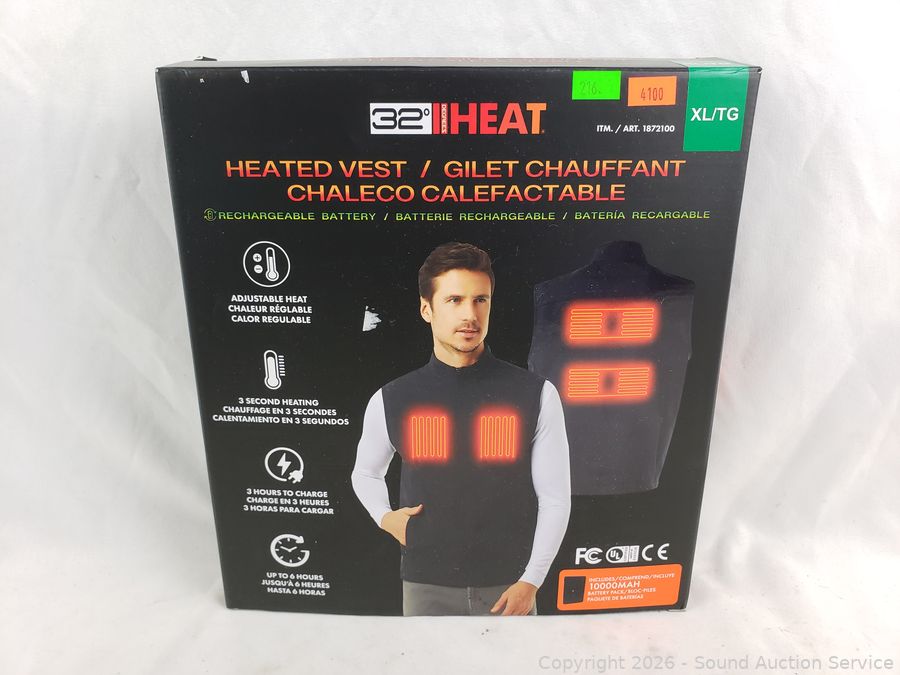 216
4100
XL/TG
32° DEGREES HEAT
ITM. / ART. 1872100
HEATED VEST / GILET CHAUFFANT
CHALECO CALEFACTABLE
RECHARGEABLE BATTERY / BATTERIE RECHARGEABLE / BATERÍA RECARGABLE
ADJUSTABLE HEAT
CHALEUR RÉGLABLE
CALOR REGULABLE
3 SECOND HEATING
CHAUFFAGE EN 3 SECONDES
CALENTAMIENTO EN 3 SEGUNDOS
3 HOURS TO CHARGE
CHARGE EN 3 HEURES
3 HORAS PARA CARGAR
UP TO 6 HOURS
JUSQU'À 6 HEURES
HASTA 6 HORAS
FC UL CE
INCLUDES/COMPREND/INCLUYE
10000MAH
BATTERY PACK/BLOC-PILES
PAQUETE DE BATERÍAS
Copyright 2026 - Sound Auction Service